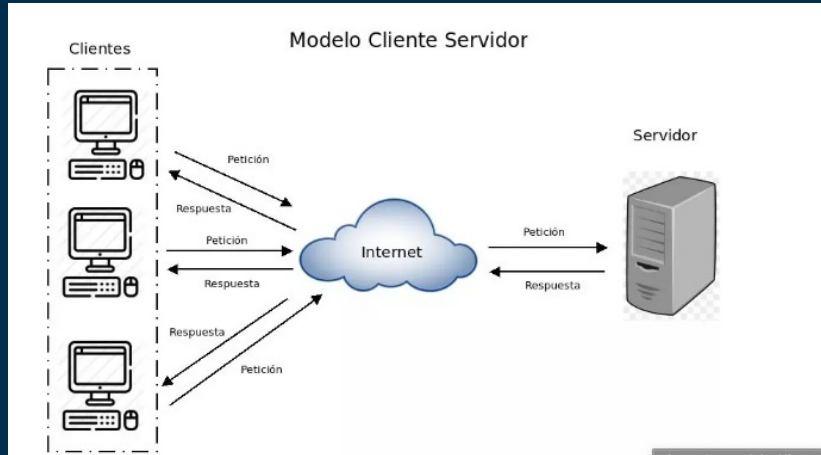 Modelo Cliente Servidor
Clientes
Servidor
Petición
Respuesta
Petición
Respuesta
Internet
Petición
Respuesta
Respuesta
Petición